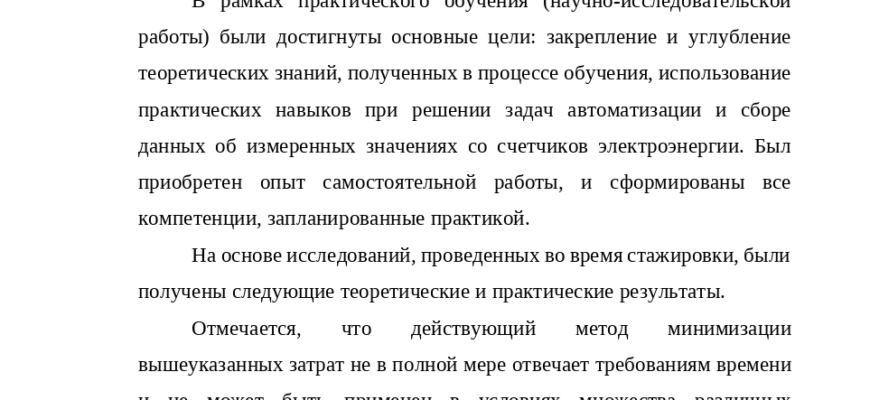 В рамках практического обучения (научно-исследовательской
работы) были достигнуты основные цели: закрепление и углубление
теоретических знаний, полученных в процессе обучения, использование
практических навыков при решении задач автоматизации и сборе
данных об измеренных значениях со счетчиков электроэнергии. Был
приобретен опыт самостоятельной работы, и сформированы все
компетенции, запланированные практикой.
На основе исследований, проведенных во время стажировки, были
получены следующие теоретические и практические результаты.
Отмечается, что действующий метод минимизации
вышеуказанных затрат не в полной мере отвечает требованиям времени
и не может быть применен в условиях множества различных